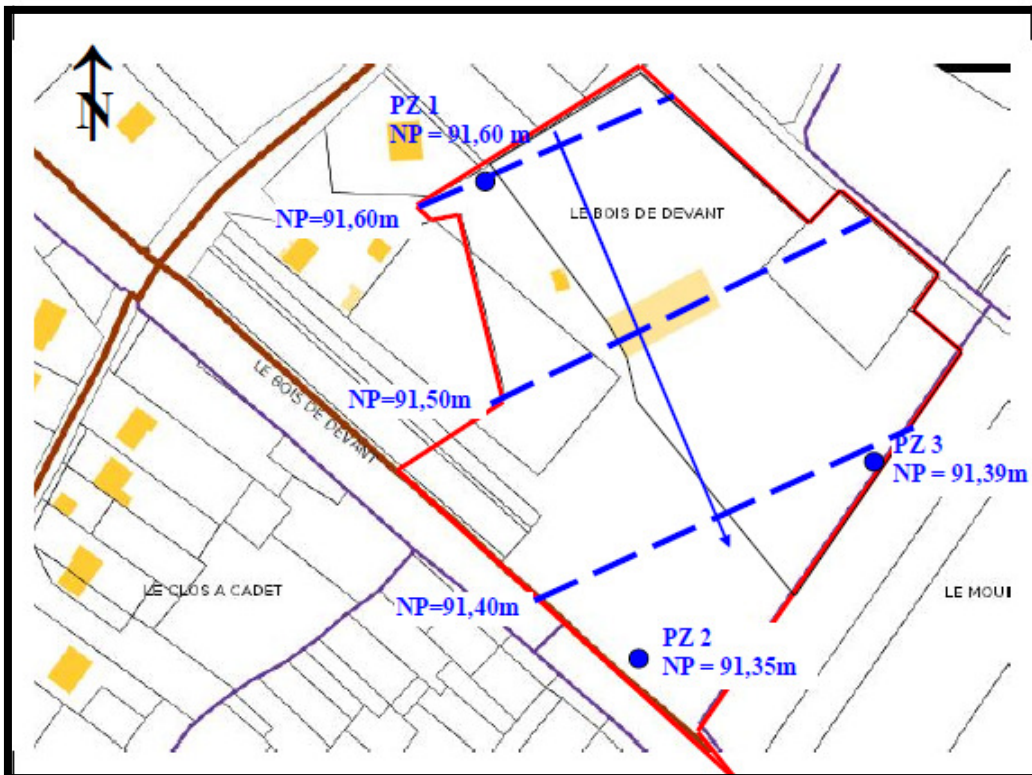 N
PZ 1
NP = 91,60 m
NP=91,60m
LE BOIS DE DEVANT
NP=91,50m
LE BOIS DE DEVANT
PZ 3
NP = 91,39m
LE CLOS A CADET
NP=91,40m
LE MOUI
PZ 2
NP = 91,35m